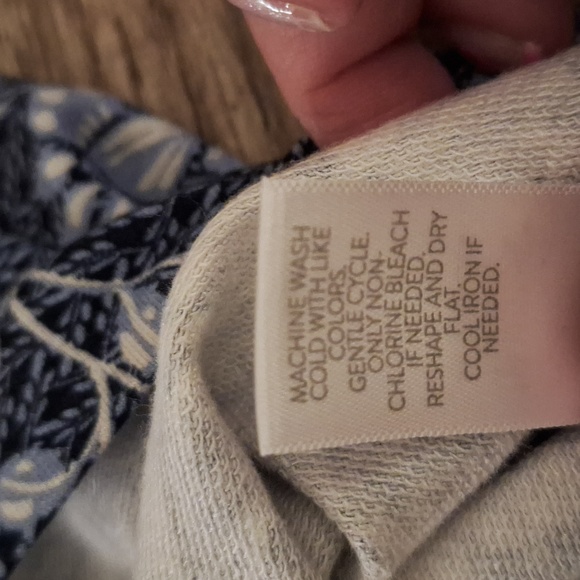 MACHINE WASH
COLD WITH LIKE
COLORS.
GENTLE CYCLE.
ONLY NON-
CHLORINE BLEACH
IF NEEDED.
RESHAPE AND DRY
FLAT.
COOL IRON IF
NEEDED.